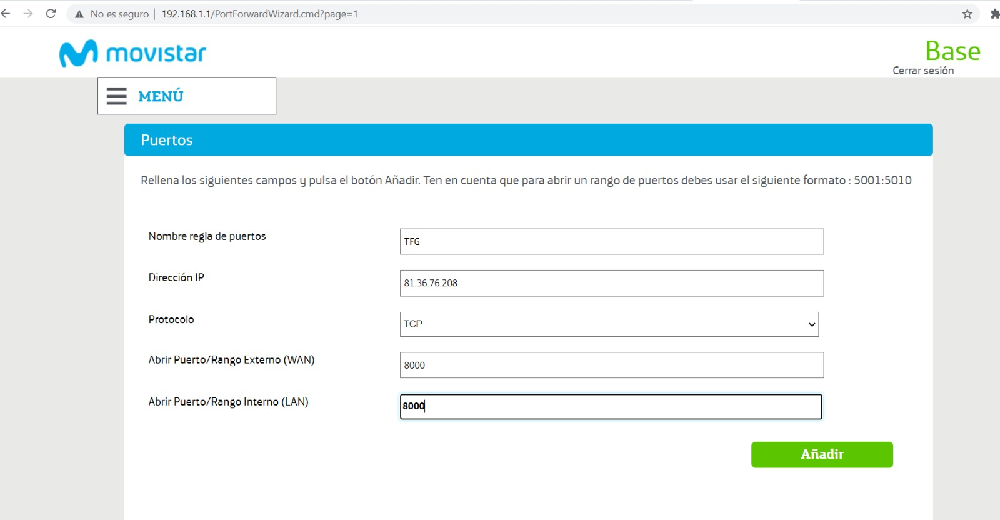 No es seguro | 192.168.1.1/PortForwardWizard.cmd?page=1
movistar
Base
Cerrar sesión
MENÚ
Puertos
Rellena los siguientes campos y pulsa el botón Añadir. Ten en cuenta que para abrir un rango de puertos debes usar el siguiente formato : 5001:5010
Nombre regla de puertos
TFG
Dirección IP
81.36.76.208
Protocolo
TCP
Abrir Puerto/Rango Externo (WAN)
8000
Abrir Puerto/Rango Interno (LAN)
8000
Añadir